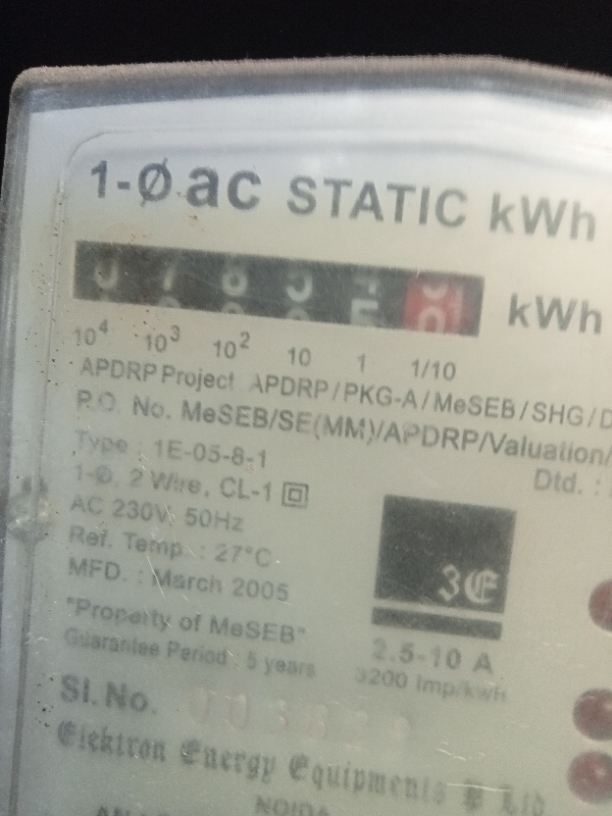 1-Ø ac STATIC kWh
kWh
10⁴ 10³ 10² 10 1 1/10
APDRP Project APDRP/PKG-A/MeSEB/SHG/D
P.O. No. MeSEB/SE(MM)/APDRP/Valuation/
Dtd. :
Type : 1E-05-8-1
1-Ø, 2 Wire, CL-1
AC 230V, 50Hz
Ref. Temp. : 27°C
MFD. : March 2005
"Property of MeSEB"
Guarantee Period : 5 years
3E
2.5-10 A
3200 Imp/kwh
Sl. No.
Elektron Energy Equipments P Ltd
NOIDA